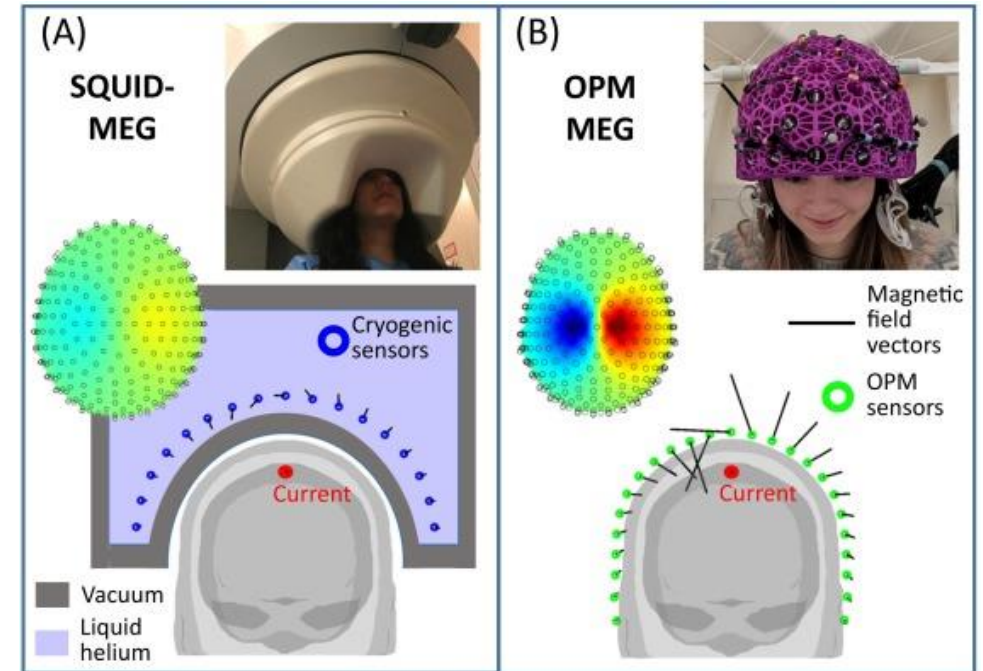 (A)
SQUID-
MEG
Cryogenic
sensors
Current
Vacuum
Liquid
helium
(B)
OPM
MEG
Magnetic
field
vectors
OPM
sensors
Current